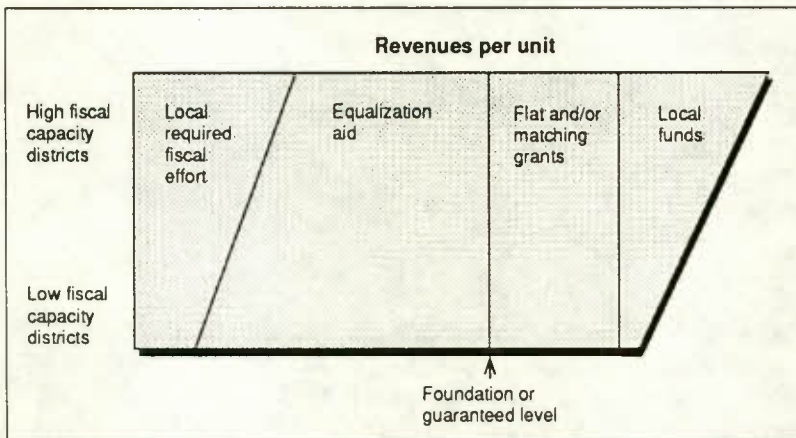 Revenues per unit
High fiscal
capacity
districts
Local
required
fiscal
effort
Equalization
aid
Flat and/or
matching
grants
Local
funds
Low fiscal
capacity
districts
Foundation or
guaranteed level